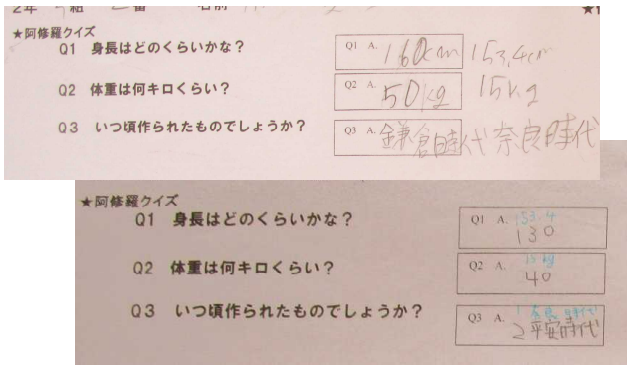 2年 組 番 名前
★阿修羅クイズ
Q1 身長はどのくらいかな？ Q1 A. 160cm 153.4cm
Q2 体重は何キロくらい？ Q2 A. 50kg 15kg
Q3 いつ頃作られたものでしょうか？ Q3 A. 鎌倉時代 奈良時代
★阿修羅クイズ
Q1 身長はどのくらいかな？ Q1 A. 153.4
130
Q2 体重は何キロくらい？ Q2 A. 15kg
40
Q3 いつ頃作られたものでしょうか？ Q3 A. 1 奈良時代
2 平安時代